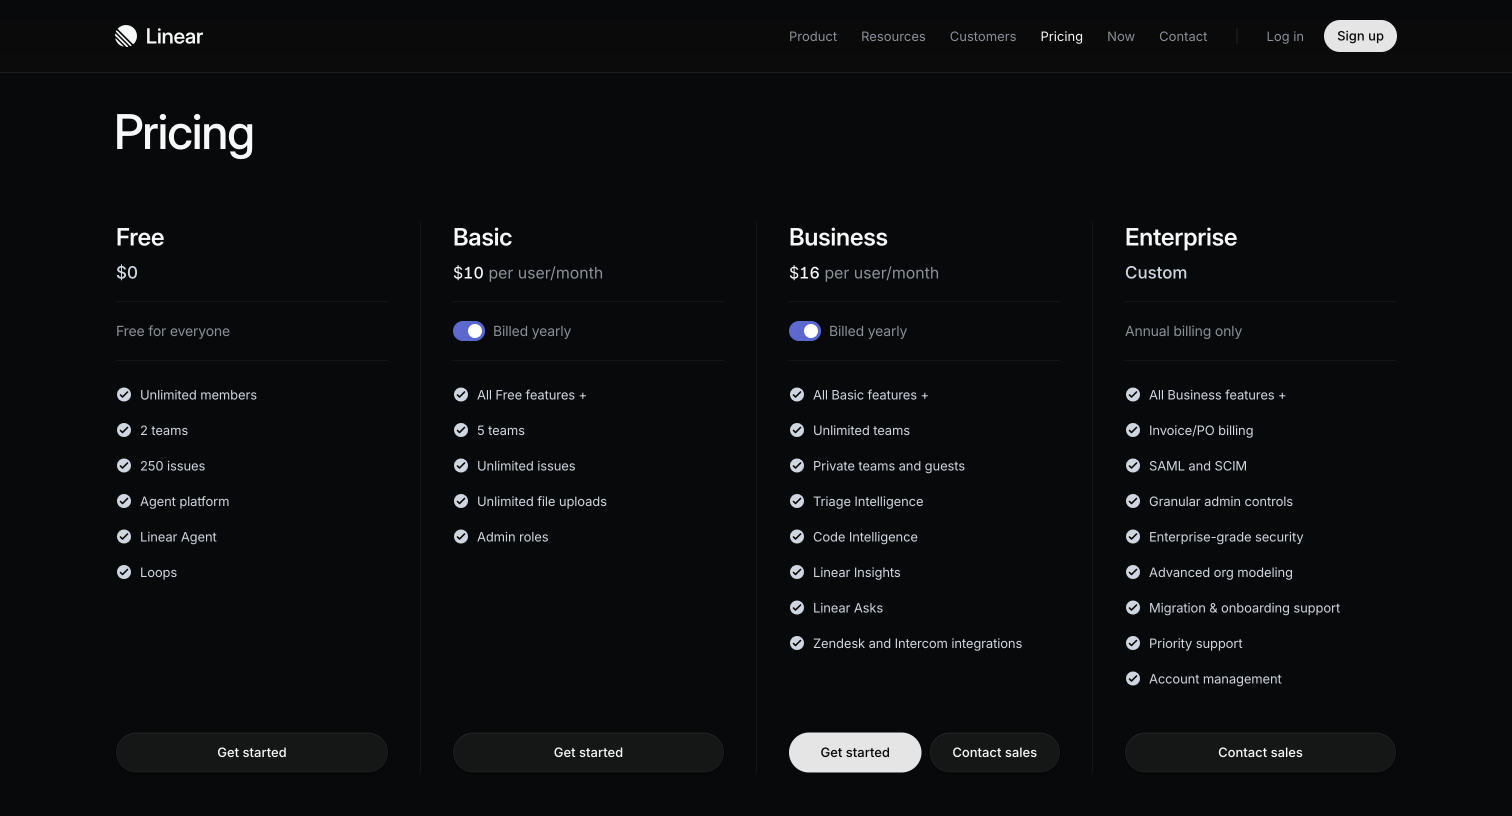 Linear
Product
Resources
Customers
Pricing
Now
Contact
Log in
Sign up
Pricing
Free
$0
Free for everyone
Unlimited members
2 teams
250 issues
Agent platform
Linear Agent
Loops
Get started
Basic
$10 per user/month
Billed yearly
All Free features +
5 teams
Unlimited issues
Unlimited file uploads
Admin roles
Get started
Business
$16 per user/month
Billed yearly
All Basic features +
Unlimited teams
Private teams and guests
Triage Intelligence
Code Intelligence
Linear Insights
Linear Asks
Zendesk and Intercom integrations
Get started
Contact sales
Enterprise
Custom
Annual billing only
All Business features +
Invoice/PO billing
SAML and SCIM
Granular admin controls
Enterprise-grade security
Advanced org modeling
Migration & onboarding support
Priority support
Account management
Contact sales